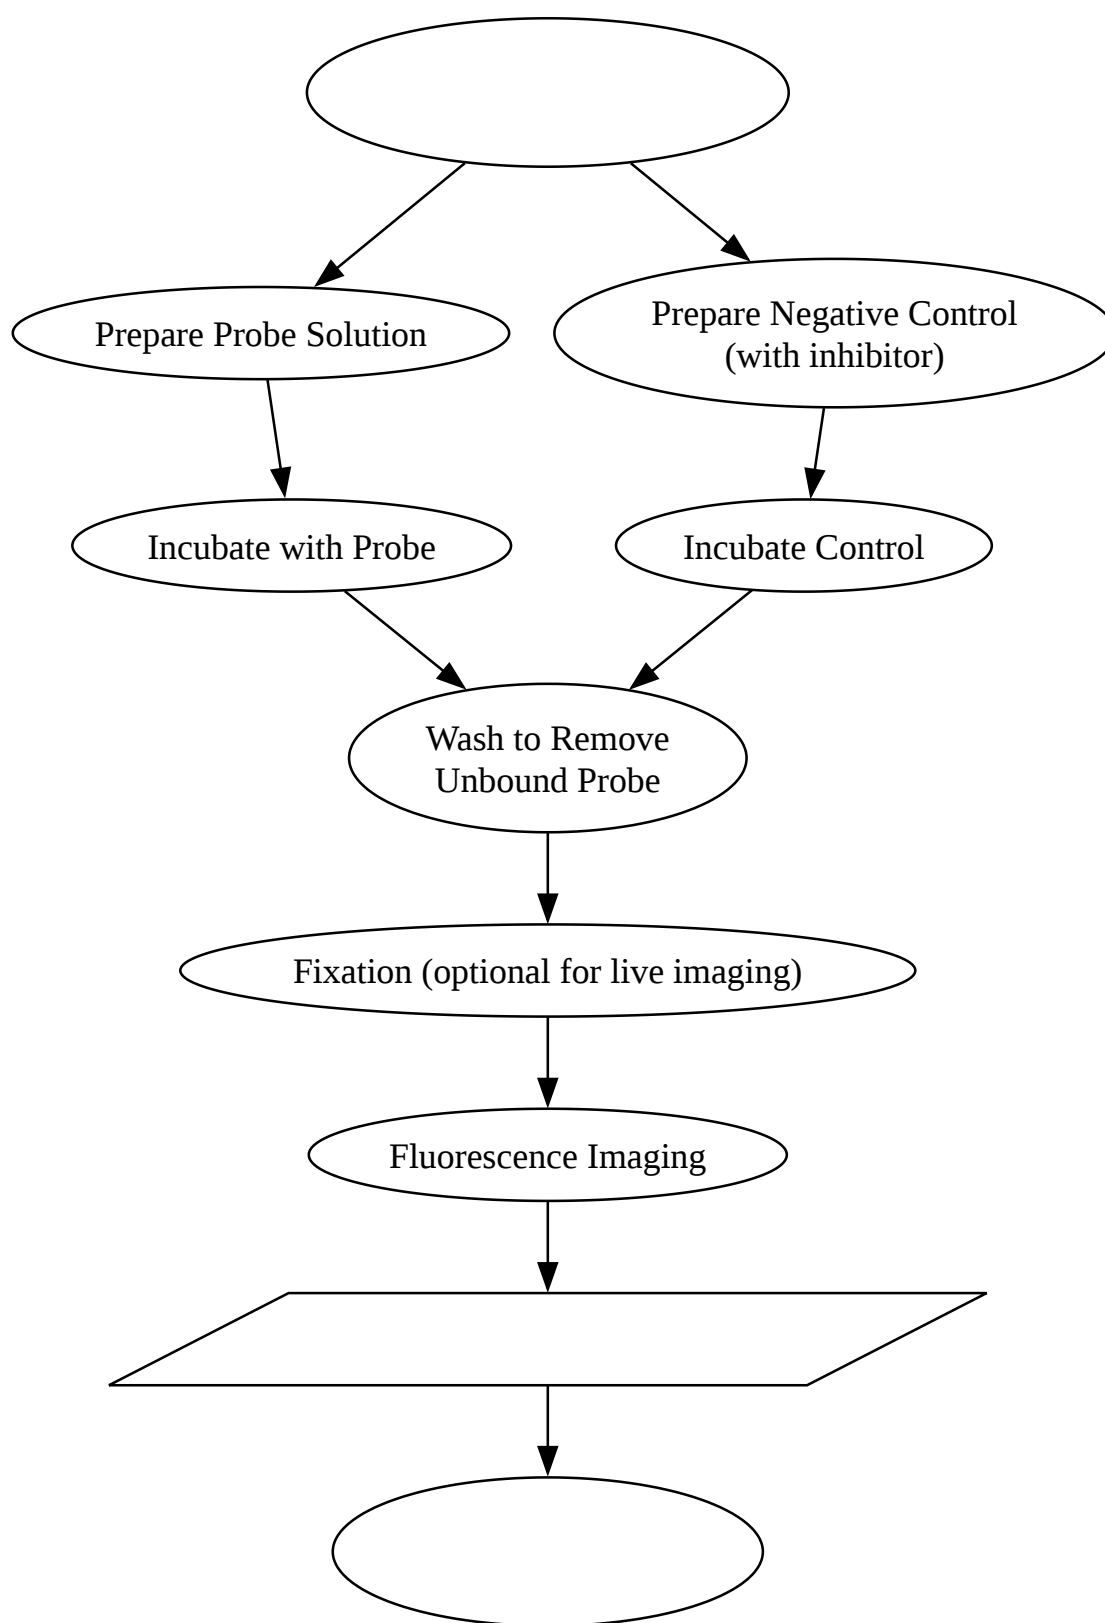 Prepare Probe Solution
Prepare Negative Control
(with inhibitor)
Incubate with Probe
Incubate Control
Wash to Remove
Unbound Probe
Fixation (optional for live imaging)
Fluorescence Imaging